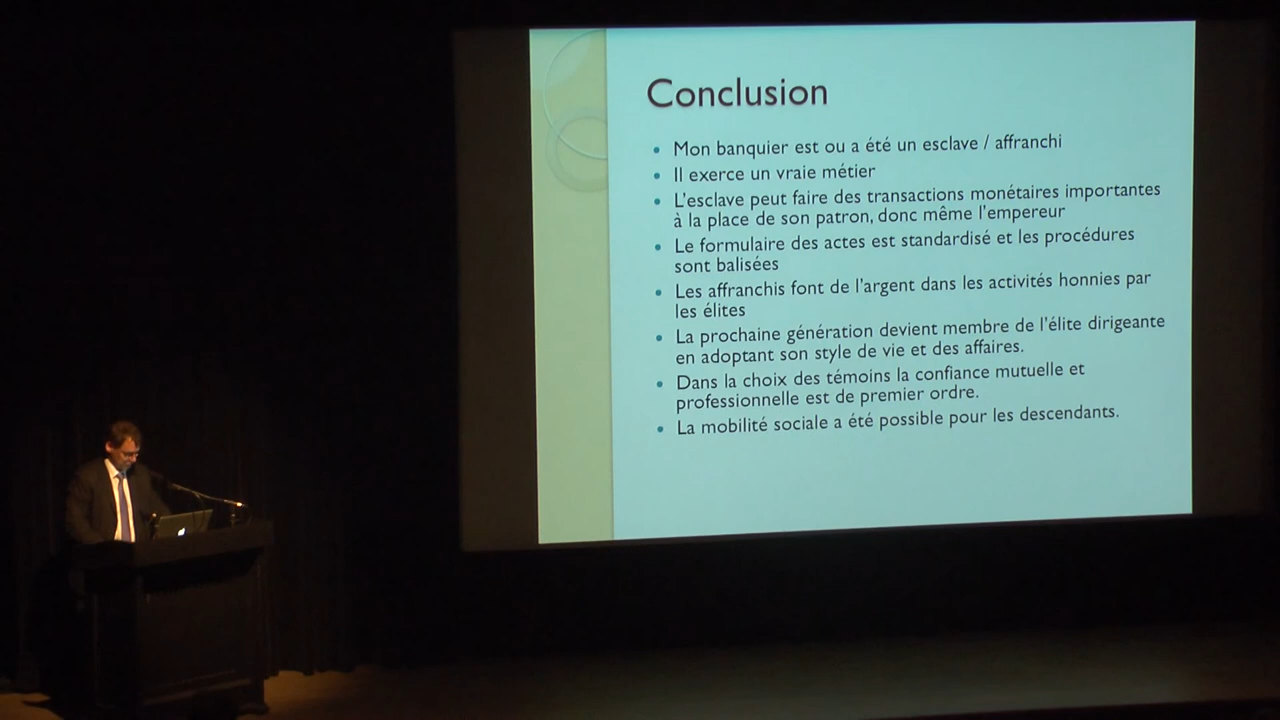 Conclusion
• Mon banquier est ou a été un esclave / affranchi
• Il exerce un vraie métier
• L'esclave peut faire des transactions monétaires importantes
à la place de son patron, donc même l'empereur
• Le formulaire des actes est standardisé et les procédures
sont balisées
• Les affranchis font de l'argent dans les activités honnies par
les élites
• La prochaine génération devient membre de l'élite dirigeante
en adoptant son style de vie et des affaires.
• Dans la choix des témoins la confiance mutuelle et
professionnelle est de premier ordre.
• La mobilité sociale a été possible pour les descendants.